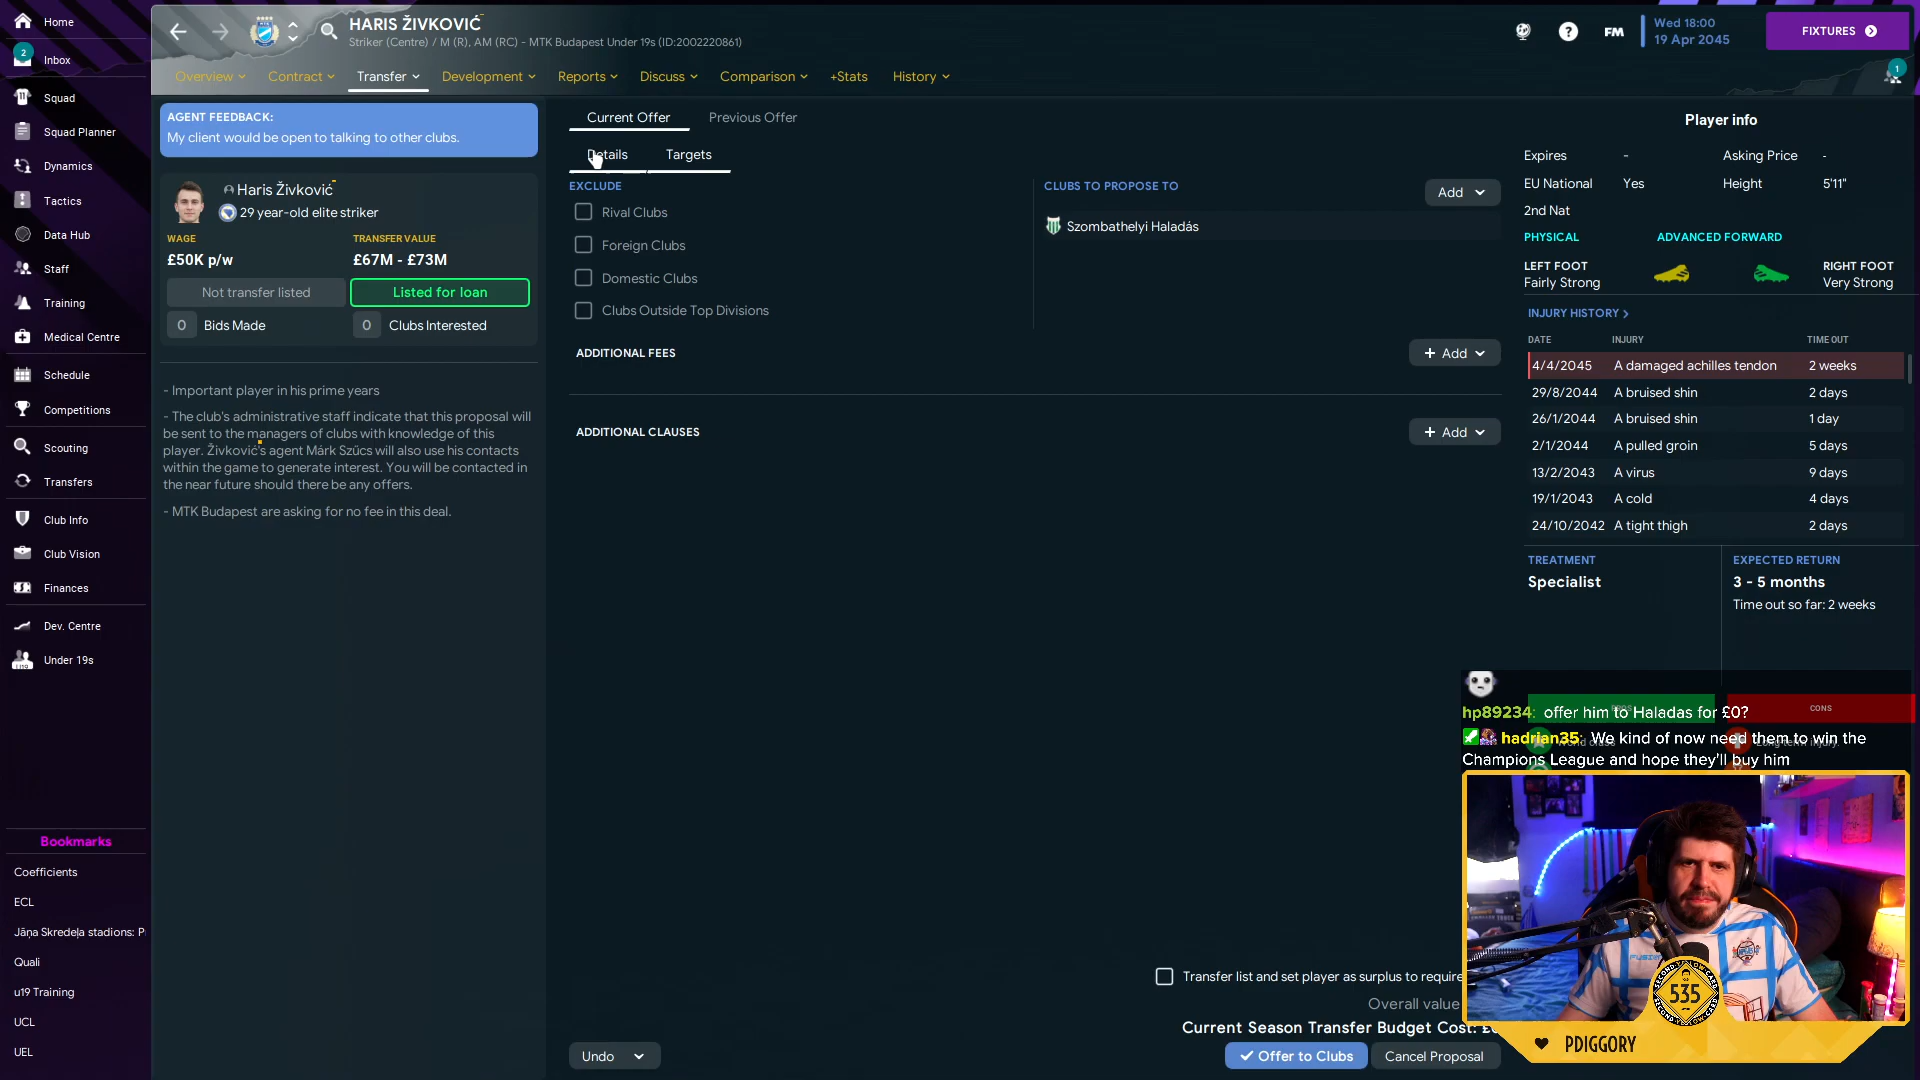 Home
2
Inbox
Squad
Squad Planner
Dynamics
Tactics
Data Hub
Staff
Training
Medical Centre
Schedule
Competitions
Scouting
Transfers
Club Info
Club Vision
Finances
Dev. Centre
Under 19s
Bookmarks
Coefficients
ECL
Jāņa Skredeļa stadions:
Quali
u19 Training
UCL
UEL
HARIS ŽIVKOVIĆ
Striker (Centre) / M (R), AM (RC) - MTK Budapest Under 19s (ID:2002220861)
FM
Wed 18:00
19 Apr 2045
FIXTURES
1
Overview
Contract
Transfer
Development
Reports
Discuss
Comparison
+Stats
History
AGENT FEEDBACK:
My client would be open to talking to other clubs.
Haris Živković
29 year-old elite striker
WAGE
TRANSFER VALUE
£50K p/w
£67M - £73M
Not transfer listed
Listed for loan
0 Bids Made
0 Clubs Interested
- Important player in his prime years
- The club's administrative staff indicate that this proposal will
be sent to the managers of clubs with knowledge of this
player. Živković's agent Márk Szűcs will also use his contacts
within the game to generate interest. You will be contacted in
the near future should there be any offers.
- MTK Budapest are asking for no fee in this deal.
Current Offer
Previous Offer
Details
Targets
EXCLUDE
Rival Clubs
Foreign Clubs
Domestic Clubs
Clubs Outside Top Divisions
CLUBS TO PROPOSE TO
Add
Szombathelyi Haladás
ADDITIONAL FEES
+ Add
ADDITIONAL CLAUSES
+ Add
Transfer list and set player as surplus to require
Overall value
Current Season Transfer Budget Cost:
Undo
Offer to Clubs
Cancel Proposal
Player info
Expires - Asking Price -
EU National Yes Height 5'11"
2nd Nat
PHYSICAL ADVANCED FORWARD
LEFT FOOT
Fairly Strong
RIGHT FOOT
Very Strong
INJURY HISTORY >
DATE INJURY TIME OUT
4/4/2045 A damaged achilles tendon 2 weeks
29/8/2044 A bruised shin 2 days
26/1/2044 A bruised shin 1 day
2/1/2044 A pulled groin 5 days
13/2/2043 A virus 9 days
19/1/2043 A cold 4 days
24/10/2042 A tight thigh 2 days
TREATMENT
Specialist
EXPECTED RETURN
3 - 5 months
Time out so far: 2 weeks
CONS
hp89234: offer him to Haladas for £0?
hadrian35: We kind of now need them to win the
Champions League and hope they'll buy him
SECOND YELLOW CARD
535
PDIGGORY